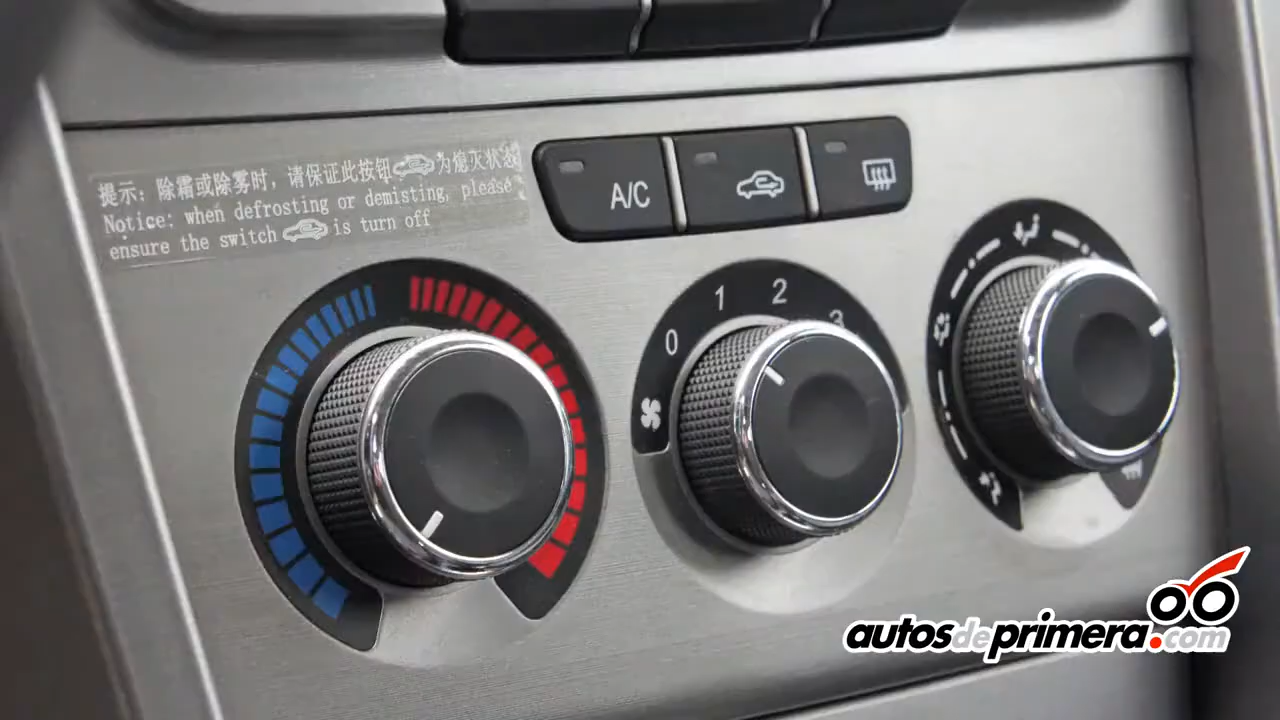 提示：除霜或除雾时，请保证此按钮为熄灭状态
Notice: when defrosting or demisting, please
ensure the switch is turn off
A/C
0 1 2 3
autosdeprimera.com